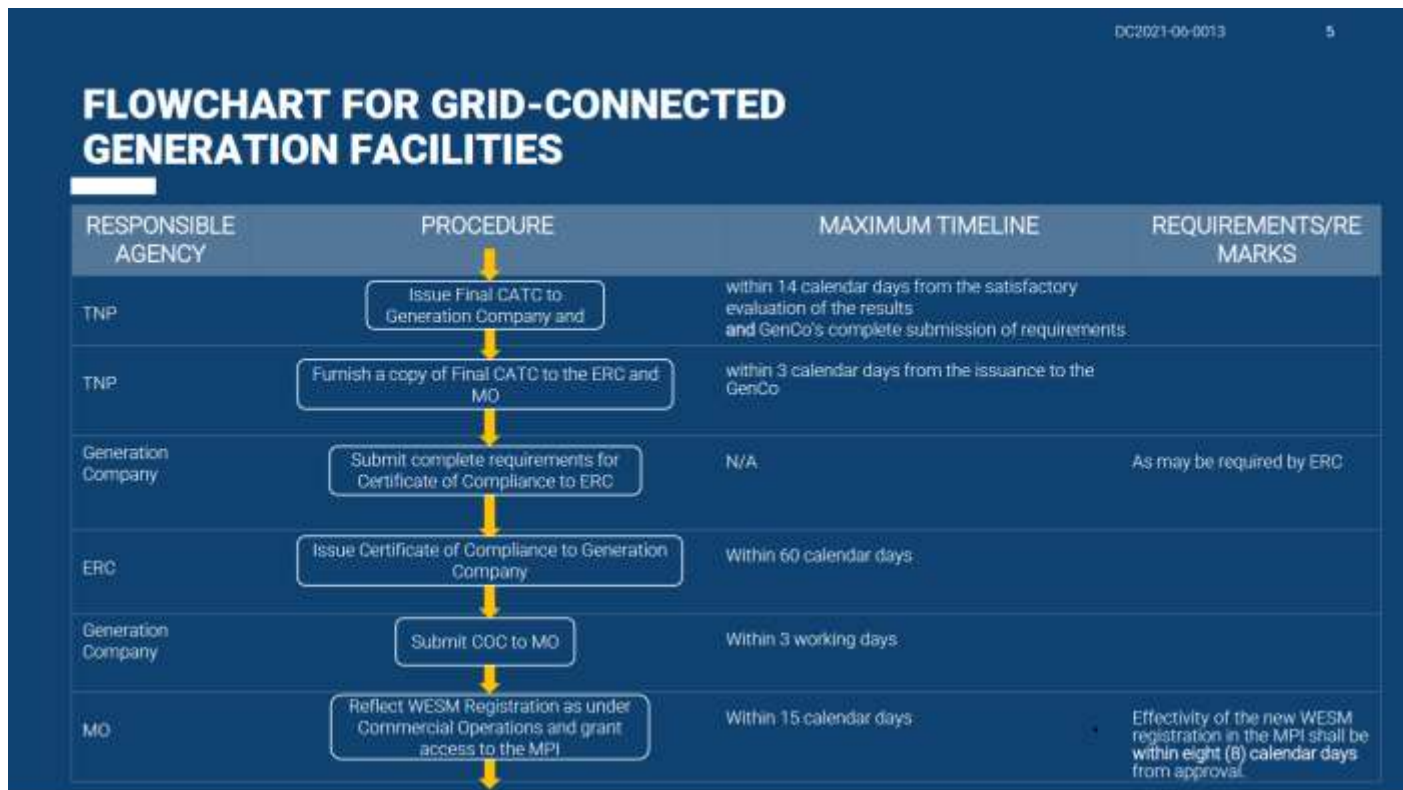 DC2021-06-0013 5
FLOWCHART FOR GRID-CONNECTED
GENERATION FACILITIES
RESPONSIBLE
AGENCY
PROCEDURE
MAXIMUM TIMELINE
REQUIREMENTS/RE
MARKS
TNP
Issue Final CATC to
Generation Company and
within 14 calendar days from the satisfactory
evaluation of the results
and GenCo's complete submission of requirements
TNP
Furnish a copy of Final CATC to the ERC and
MO
within 3 calendar days from the issuance to the
GenCo
Generation
Company
Submit complete requirements for
Certificate of Compliance to ERC
N/A
As may be required by ERC
ERC
Issue Certificate of Compliance to Generation
Company
Within 60 calendar days
Generation
Company
Submit COC to MO
Within 3 working days
MO
Reflect WESM Registration as under
Commercial Operations and grant
access to the MPI
Within 15 calendar days
Effectivity of the new WESM
registration in the MPI shall be
within eight (8) calendar days
from approval.